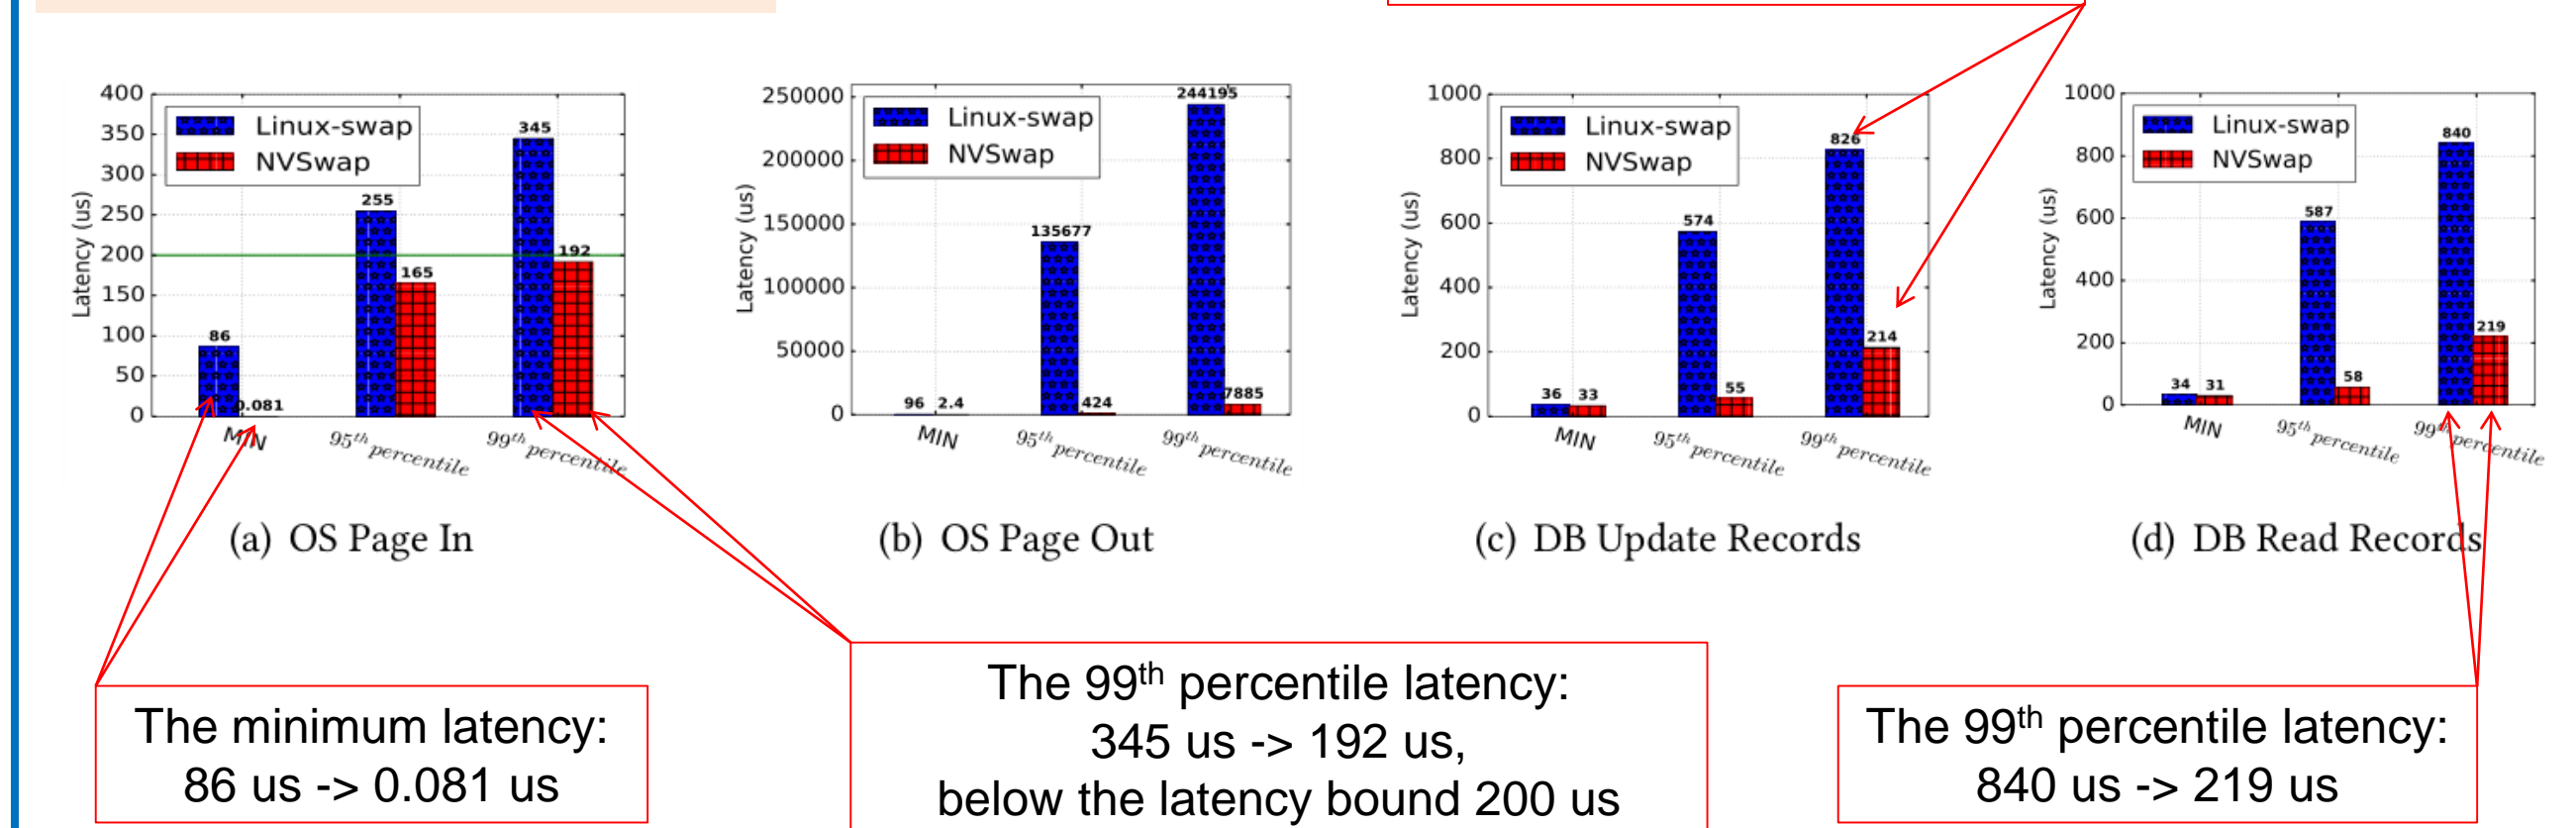 400
350
300
250
200
150
100
50
0
Latency (us)
Linux-swap
NVSwap
86
0.081
255
165
345
192
MIN
95th percentile
99th percentile
(a) OS Page In
250000
200000
150000
100000
50000
0
Latency (us)
Linux-swap
NVSwap
96
2.4
135677
424
244195
7885
MIN
95th percentile
99th percentile
(b) OS Page Out
1000
800
600
400
200
0
Latency (us)
Linux-swap
NVSwap
36
33
574
55
826
214
MIN
95th percentile
99th percentile
(c) DB Update Records
1000
800
600
400
200
0
Latency (us)
Linux-swap
NVSwap
34
31
587
58
840
219
MIN
95th percentile
99th percentile
(d) DB Read Records
The minimum latency:
86 us -> 0.081 us
The 99th percentile latency:
345 us -> 192 us,
below the latency bound 200 us
The 99th percentile latency:
840 us -> 219 us